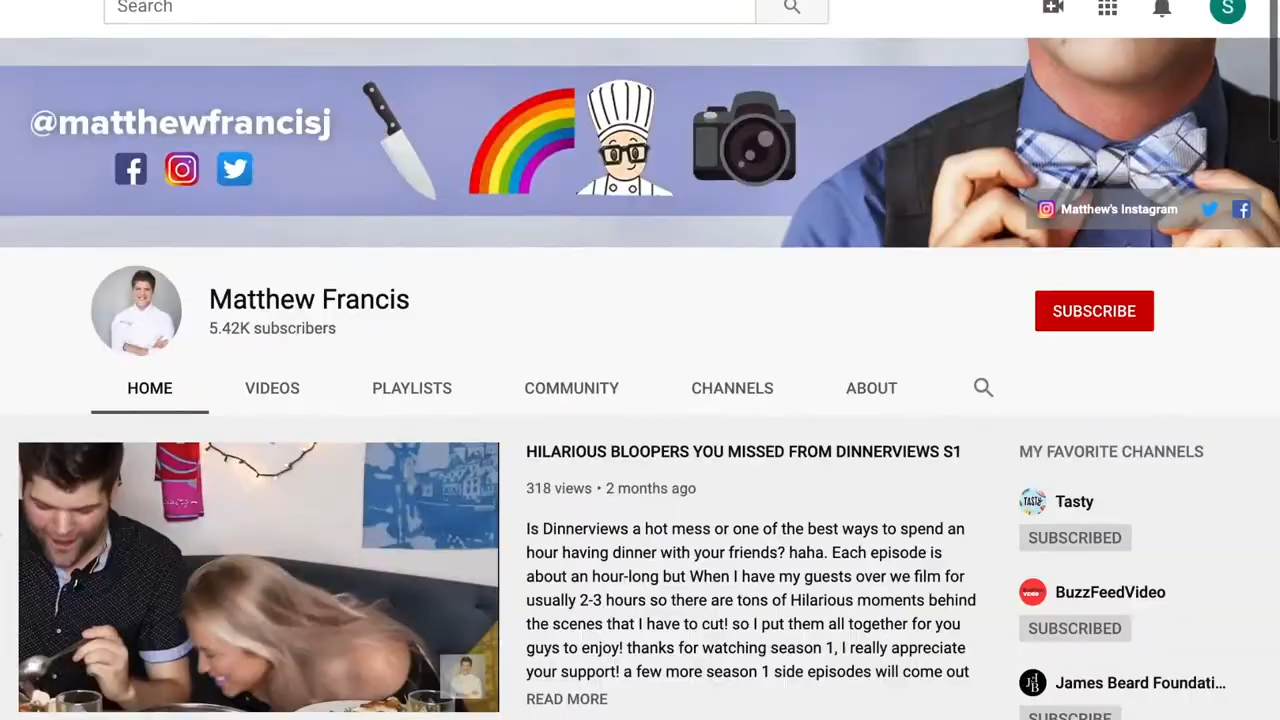 Search
S
@matthewfrancisj
Matthew's Instagram
Matthew Francis
5.42K subscribers
SUBSCRIBE
HOME
VIDEOS
PLAYLISTS
COMMUNITY
CHANNELS
ABOUT
HILARIOUS BLOOPERS YOU MISSED FROM DINNERVIEWS S1
318 views • 2 months ago
Is Dinnerviews a hot mess or one of the best ways to spend an
hour having dinner with your friends? haha. Each episode is
about an hour-long but When I have my guests over we film for
usually 2-3 hours so there are tons of Hilarious moments behind
the scenes that I have to cut! so I put them all together for you
guys to enjoy! thanks for watching season 1, I really appreciate
your support! a few more season 1 side episodes will come out
READ MORE
MY FAVORITE CHANNELS
Tasty
SUBSCRIBED
BuzzFeedVideo
SUBSCRIBED
James Beard Foundati...
SUBSCRIBE